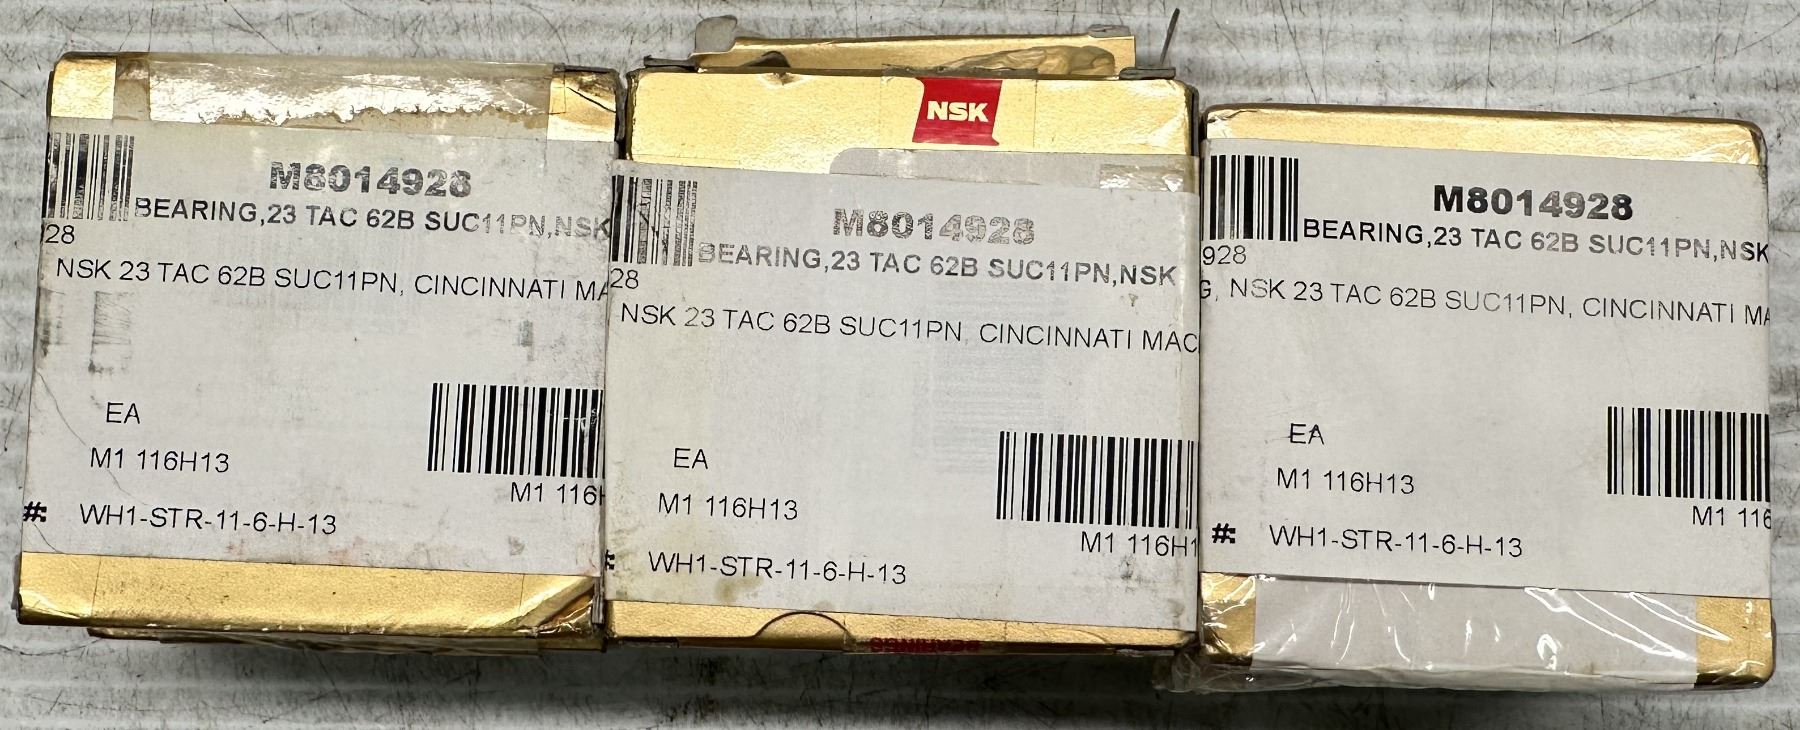 M8014928
BEARING,23 TAC 62B SUC11PN,NSK
28
NSK 23 TAC 62B SUC11PN, CINCINNATI MA
EA
M1 116H13
M1 116H
#: WH1-STR-11-6-H-13
NSK
M8014928
BEARING,23 TAC 62B SUC11PN,NSK
28
NSK 23 TAC 62B SUC11PN, CINCINNATI MAC
EA
M1 116H13
M1 116H1
#: WH1-STR-11-6-H-13
BEARINGS
M8014928
BEARING,23 TAC 62B SUC11PN,NSK
928
G, NSK 23 TAC 62B SUC11PN, CINCINNATI MA
EA
M1 116H13
M1 116
#: WH1-STR-11-6-H-13